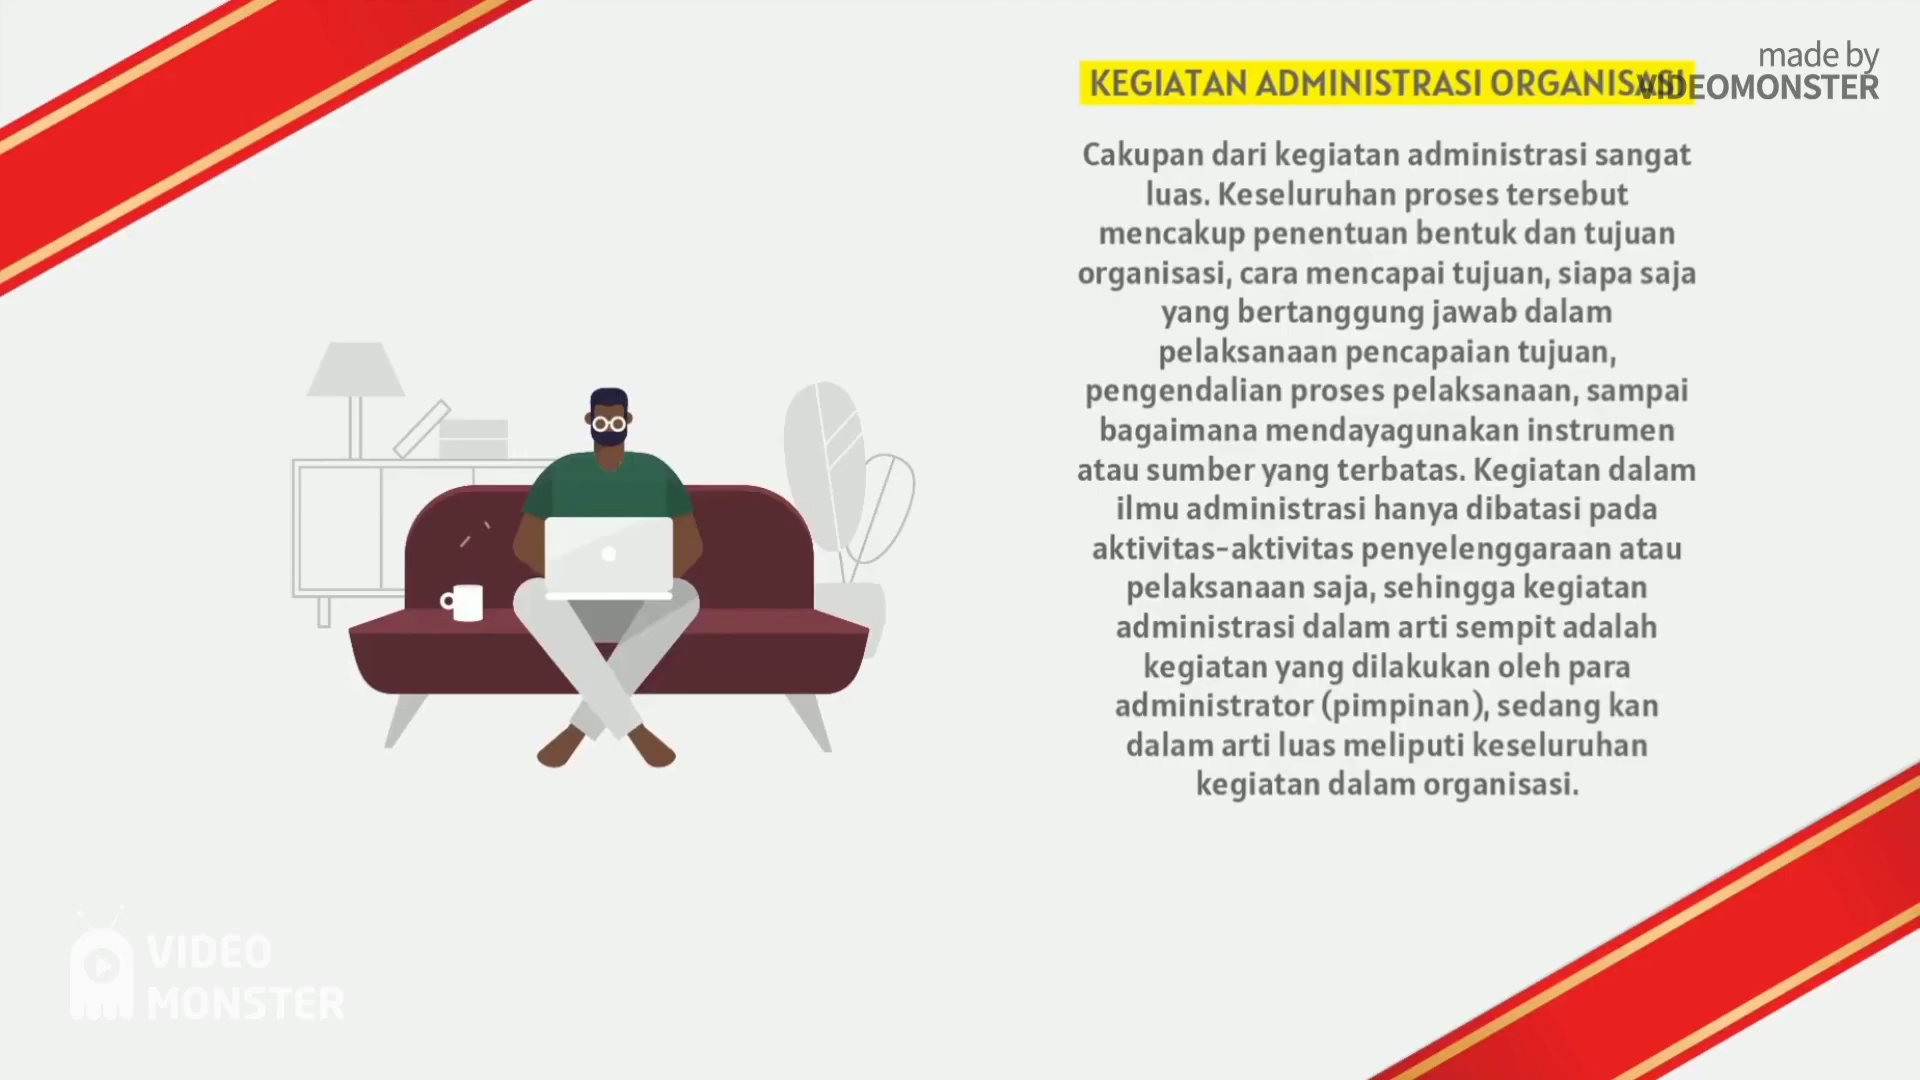 made by
VIDEOMONSTER
KEGIATAN ADMINISTRASI ORGANISASI
Cakupan dari kegiatan administrasi sangat
luas. Keseluruhan proses tersebut
mencakup penentuan bentuk dan tujuan
organisasi, cara mencapai tujuan, siapa saja
yang bertanggung jawab dalam
pelaksanaan pencapaian tujuan,
pengendalian proses pelaksanaan, sampai
bagaimana mendayagunakan instrumen
atau sumber yang terbatas. Kegiatan dalam
ilmu administrasi hanya dibatasi pada
aktivitas-aktivitas penyelenggaraan atau
pelaksanaan saja, sehingga kegiatan
administrasi dalam arti sempit adalah
kegiatan yang dilakukan oleh para
administrator (pimpinan), sedang kan
dalam arti luas meliputi keseluruhan
kegiatan dalam organisasi.
VIDEO
MONSTER